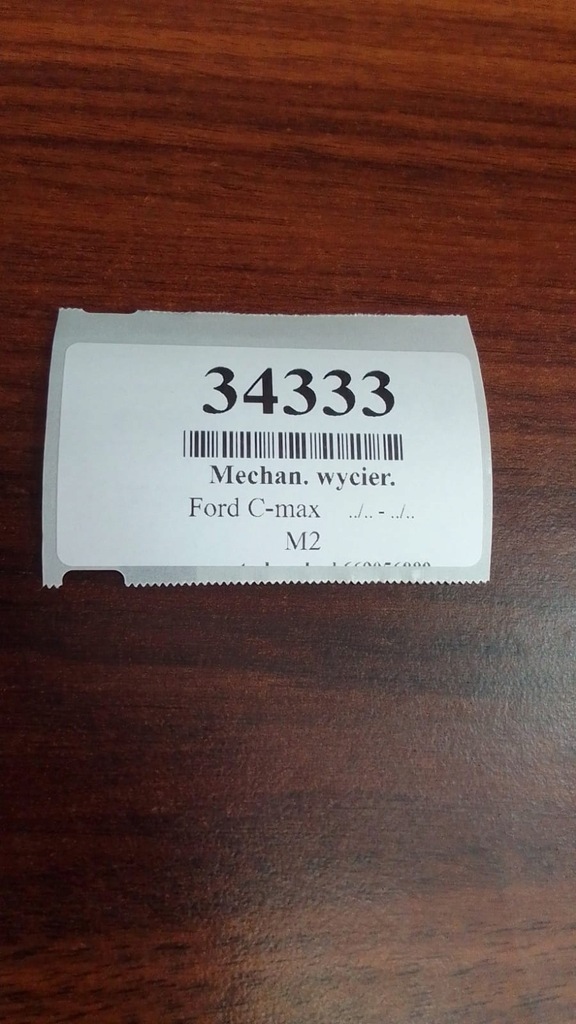 34333
Mechan. wycier.
Ford C-max ../.. - ../..
M2